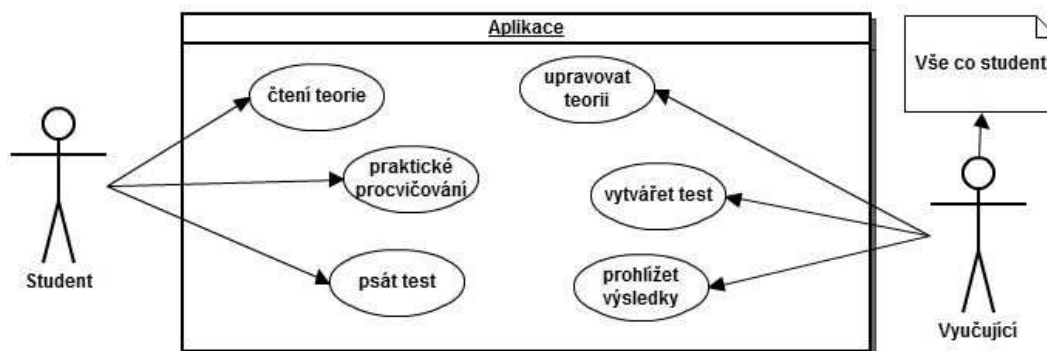 Aplikace
čtení teorie
upravovat
teorii
Vše co student
praktické
procvičování
vytvářet test
psát test
prohlížet
výsledky
Student
Vyučující